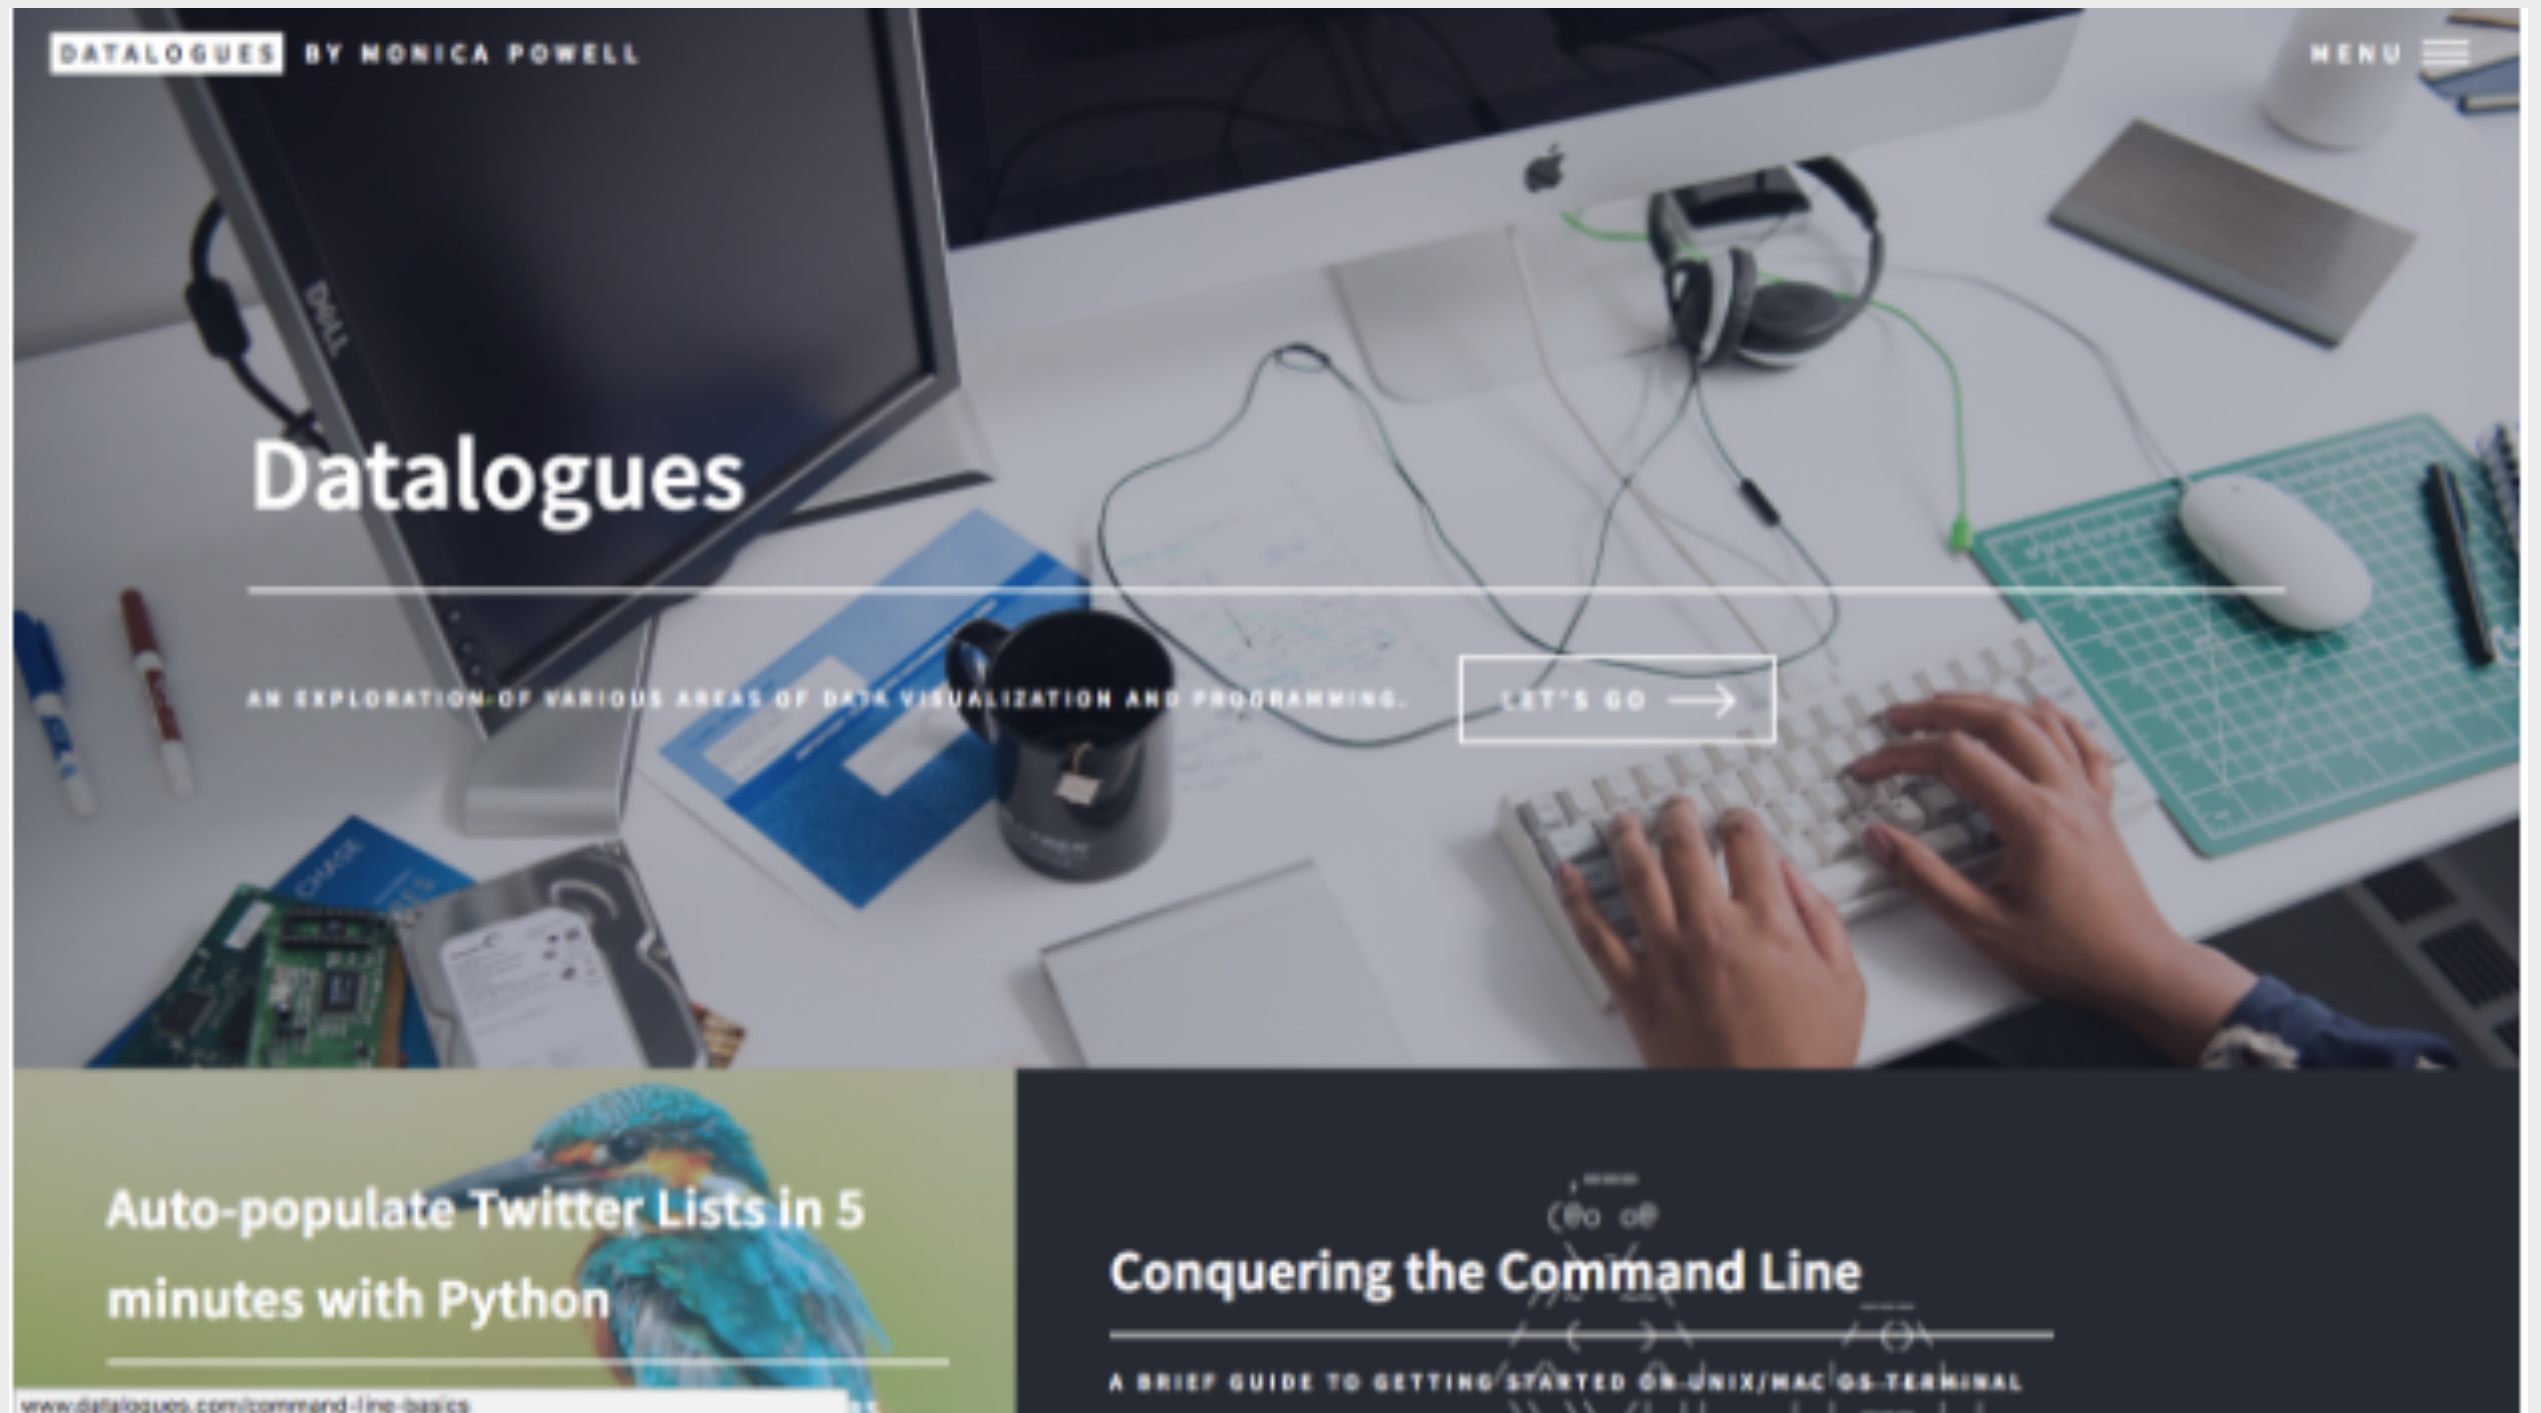 DATALOGUES BY MONICA POWELL
MENU
DELL
Datalogues
AN EXPLORATION OF VARIOUS AREAS OF DATA VISUALIZATION AND PROGRAMMING.
LET'S GO
CHASE
Auto-populate Twitter Lists in 5
minutes with Python
Conquering the Command Line
A BRIEF GUIDE TO GETTING STARTED ON UNIX/MAC OS TERMINAL
www.datalogues.com/command-line-basics